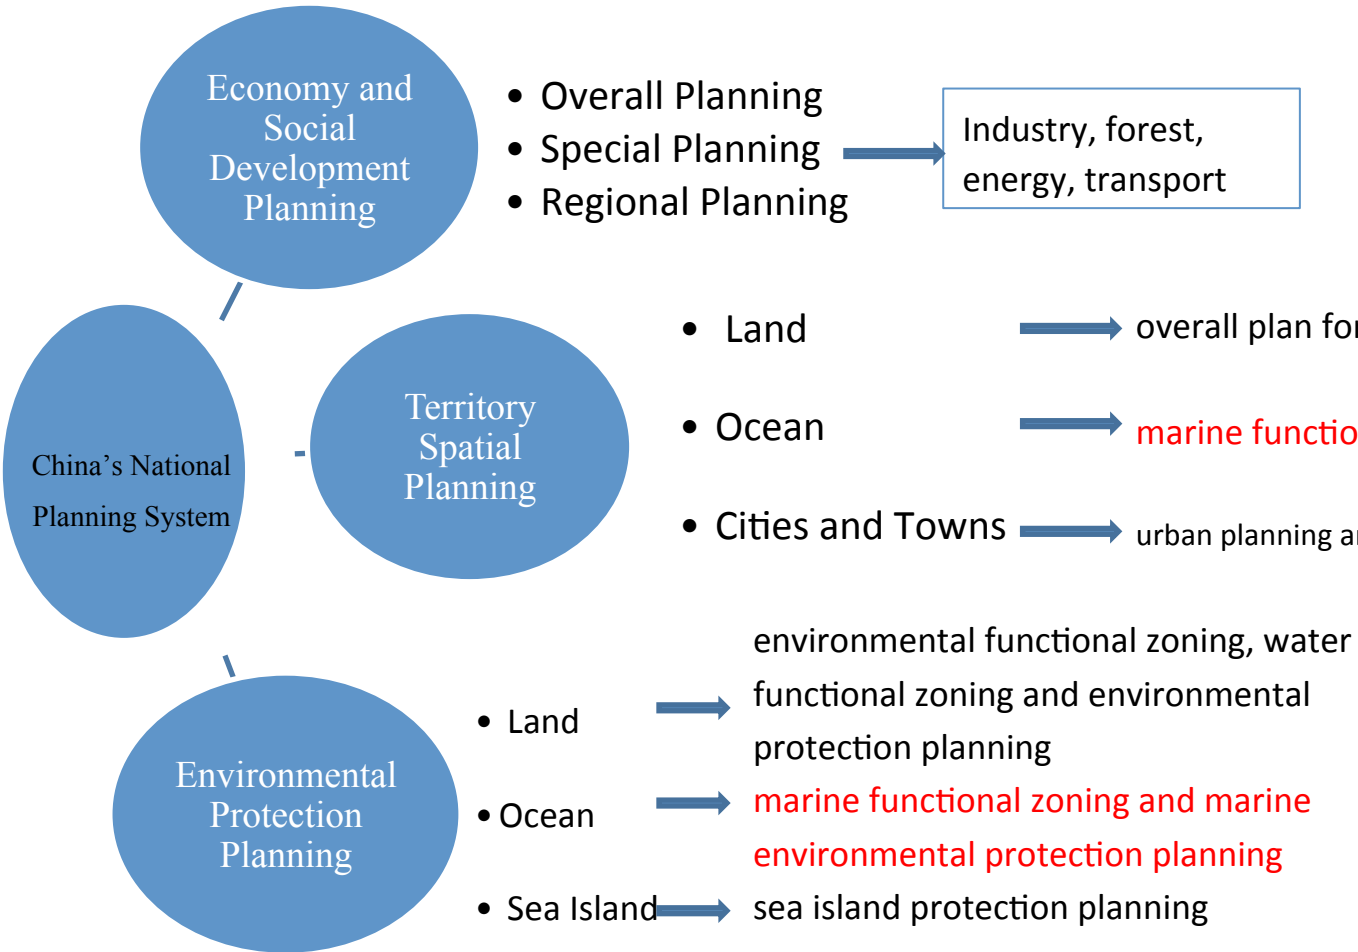 Economy and
Social
Development
Planning
• Overall Planning
• Special Planning
• Regional Planning
Industry, forest,
energy, transport
China’s National
Planning System
Territory
Spatial
Planning
• Land
overall plan for
• Ocean
marine
• Cities and Towns
urban planning
Environmental
Protection
Planning
• Land
environmental functional zoning, water
functional zoning and environmental
protection planning
• Ocean
marine functional zoning and marine
environmental protection planning
• Sea Island
sea island protection planning